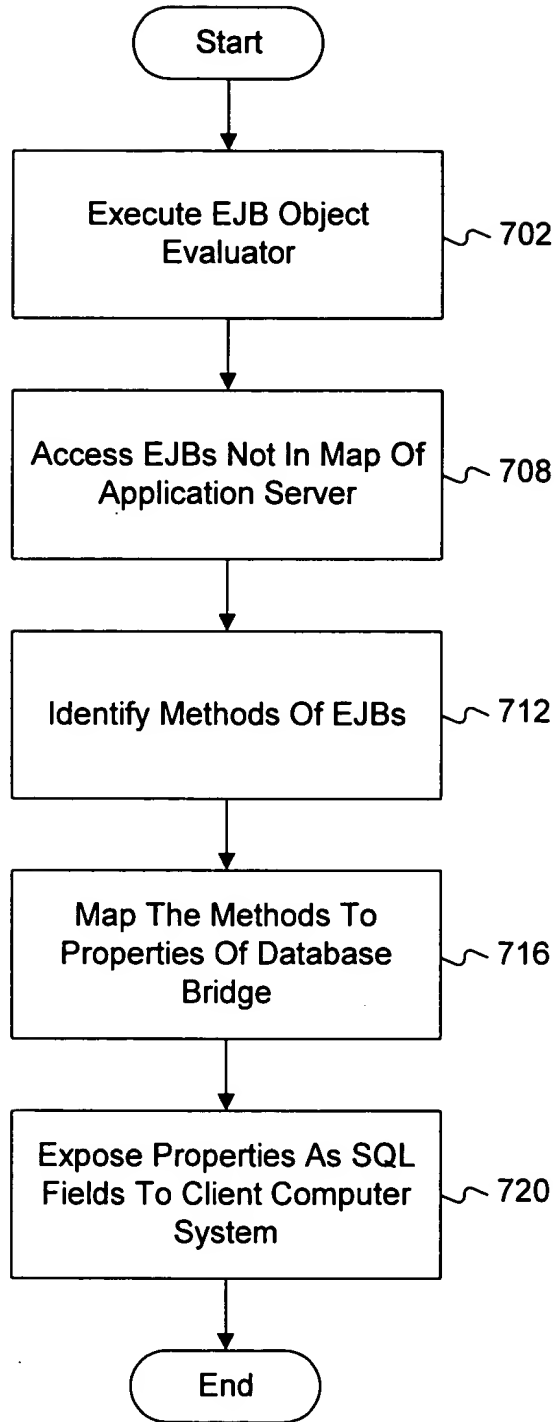 Start
Execute EJB Object
Evaluator
702
Access EJBs Not In Map Of
Application Server
708
Identify Methods Of EJBs
712
Map The Methods To
Properties Of Database
Bridge
716
Expose Properties As SQL
Fields To Client Computer
System
720
End